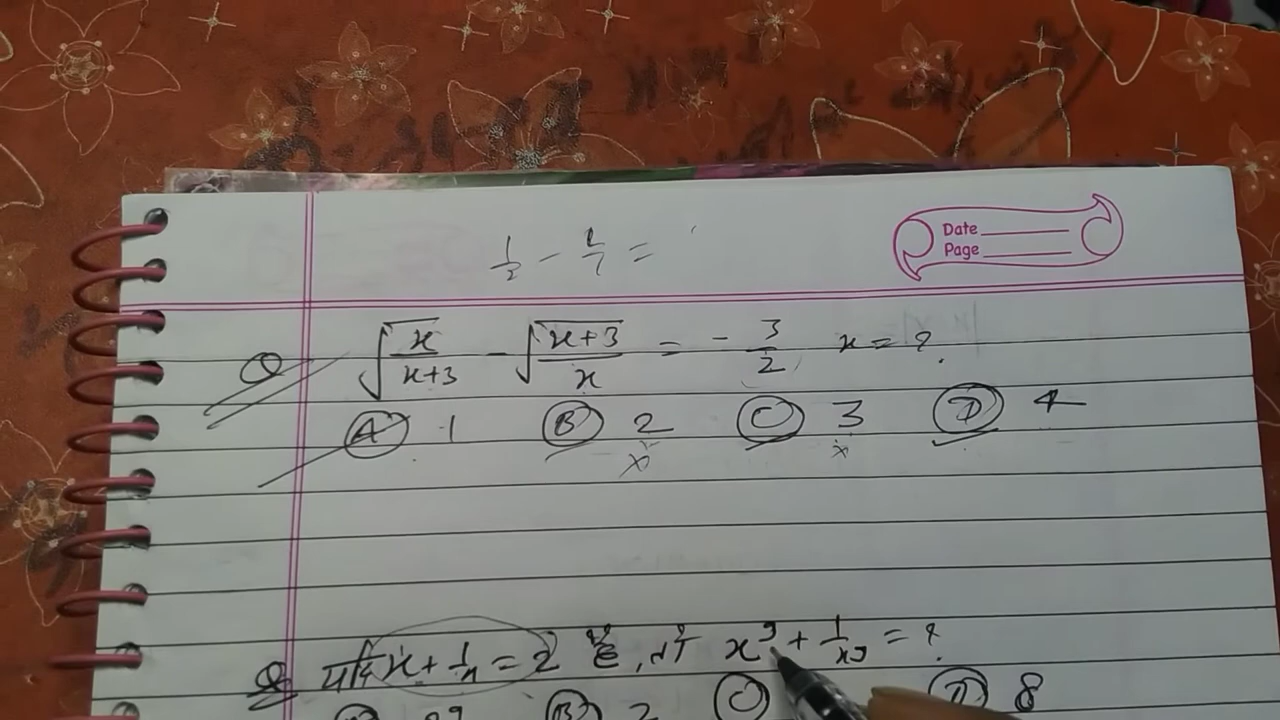 Date
Page
1/2 - 2/1 =
Q √(x/(x+3)) - √((x+3)/x) = - 3/2 x = ?
(A) 1 (B) 2 (C) 3 (D) 4
Q यदि x + 1/x = 2 है, तो x⁹ + 1/x⁹ = ?
(B) 2 (C) (D) 8